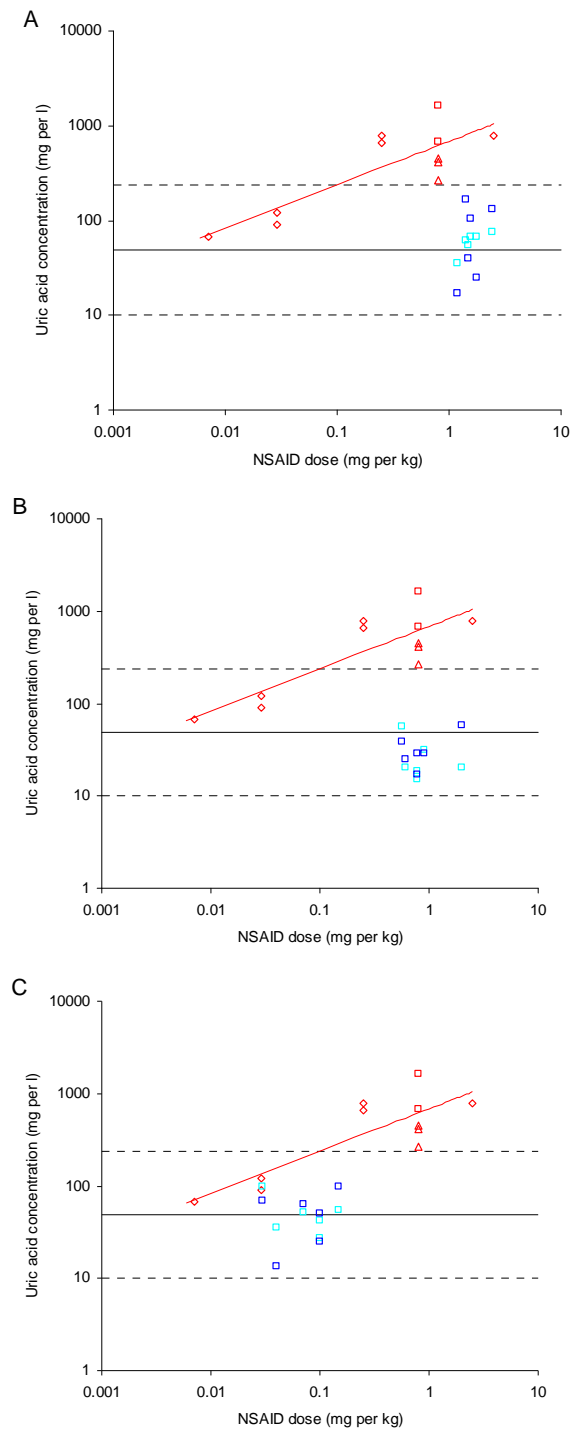 A
10000
1000
100
10
1
0.001 0.01 0.1 1 10
Uric acid concentration (mg per l)
NSAID dose (mg per kg)
B
10000
1000
100
10
1
0.001 0.01 0.1 1 10
Uric acid concentration (mg per l)
NSAID dose (mg per kg)
C
10000
1000
100
10
1
0.001 0.01 0.1 1 10
Uric acid concentration (mg per l)
NSAID dose (mg per kg)